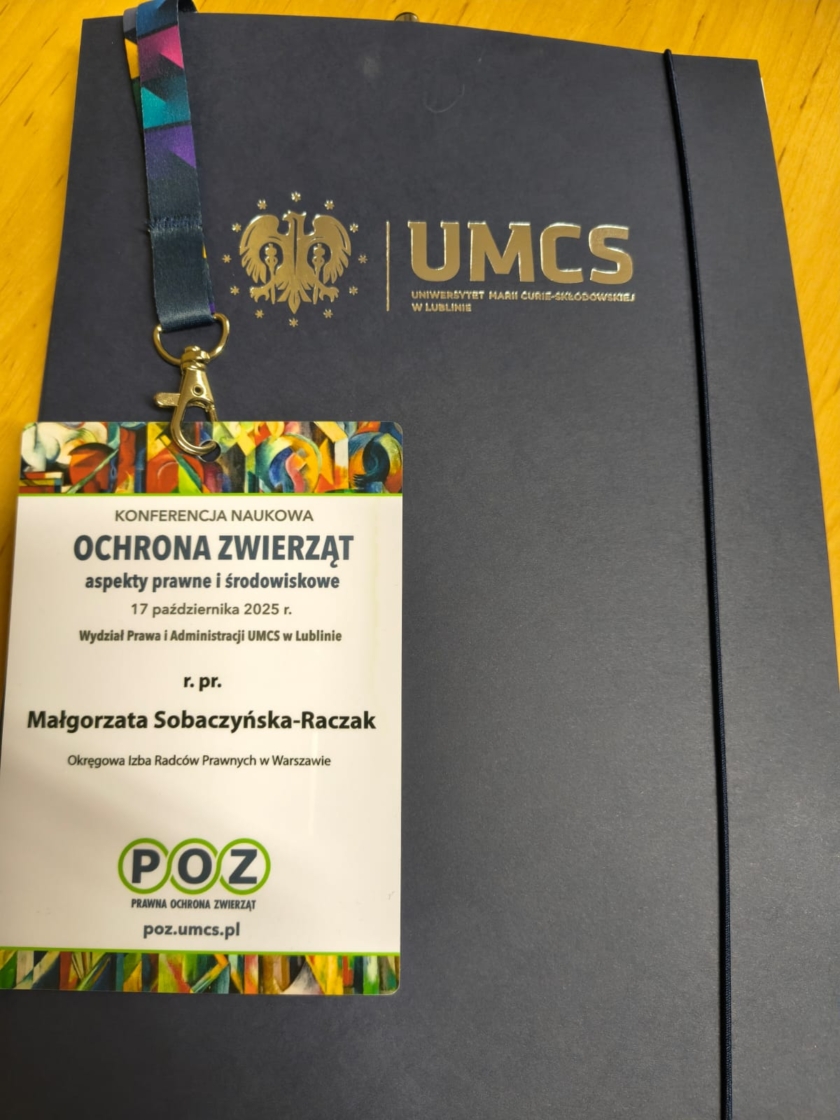 UMCS
UNIWERSYTET MARII CURIE-SKŁODOWSKIEJ
W LUBLINIE
KONFERENCJA NAUKOWA
OCHRONA ZWIERZĄT
aspekty prawne i środowiskowe
17 października 2025 r.
Wydział Prawa i Administracji UMCS w Lublinie
r. pr.
Małgorzata Sobaczyńska-Raczak
Okręgowa Izba Radców Prawnych w Warszawie
POZ
PRAWNA OCHRONA ZWIERZĄT
poz.umcs.pl